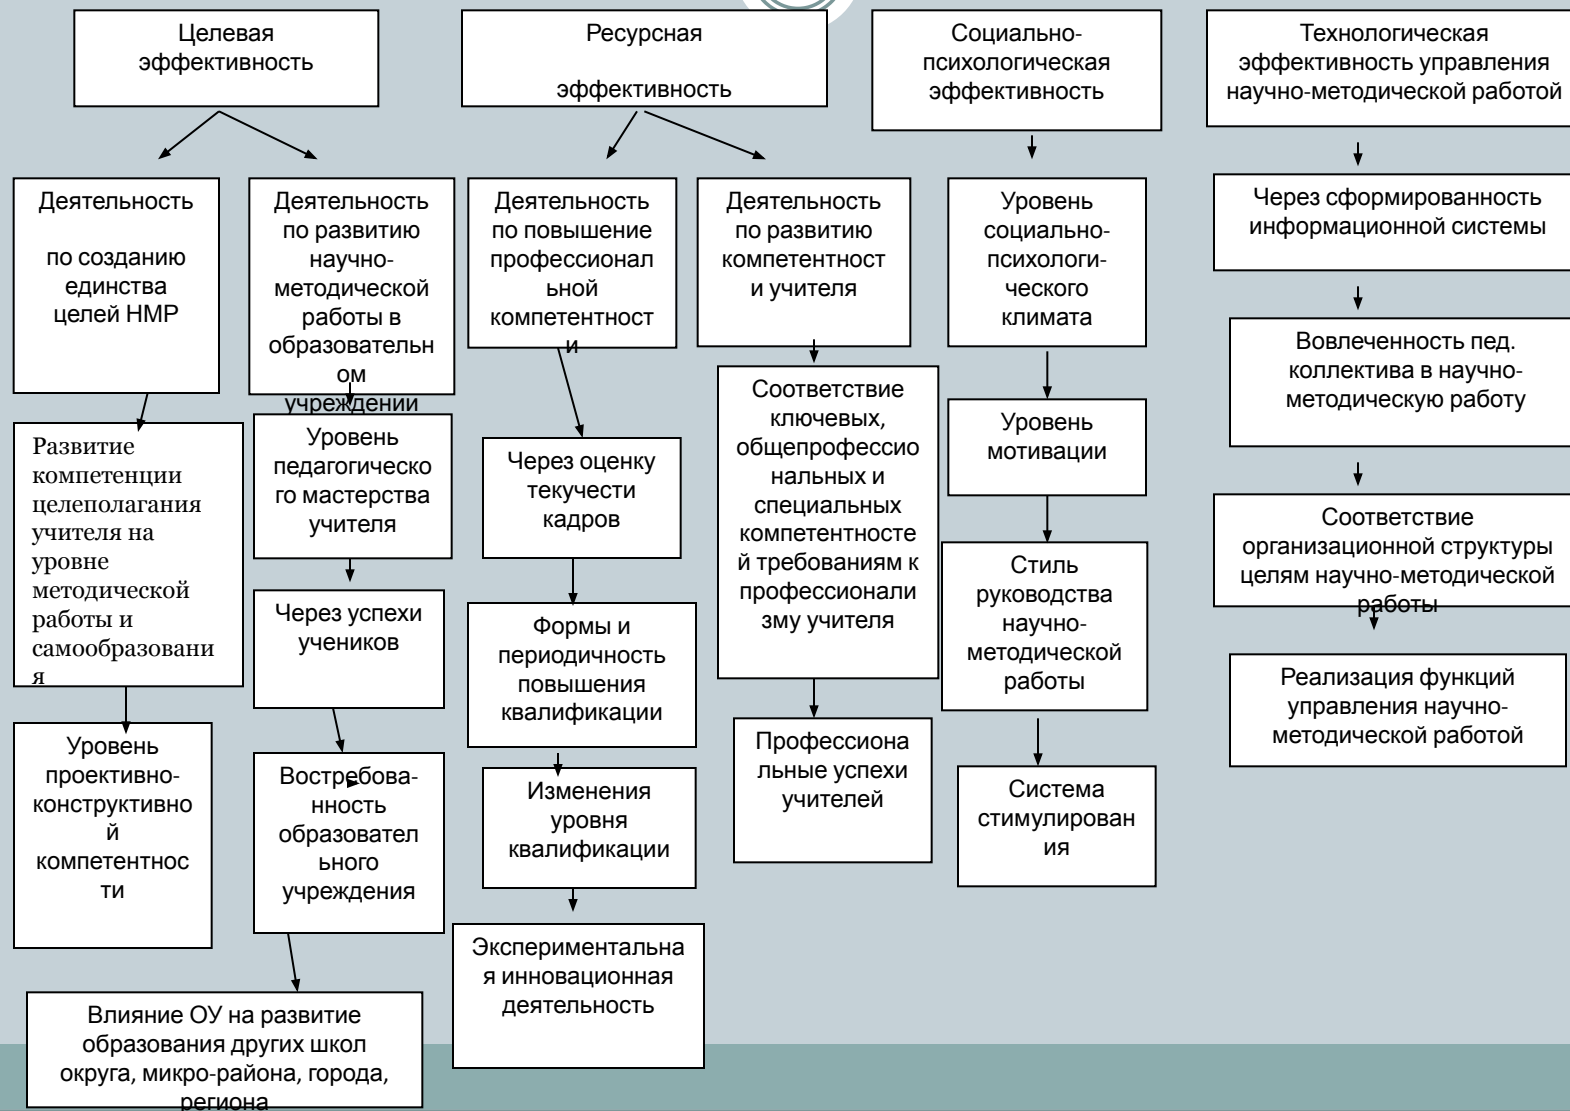 Целевая
эффективность
Ресурсная
эффективность
Социально-
психологическая
эффективность
Технологическая
эффективность управления
научно-методической работой
Деятельность
по созданию
единства
целей НМР
Деятельность
по развитию
научно-
методической
работы в
образовательн
ом
учреждении
Деятельность
по повышение
профессионал
ьной
компетентност
и
Деятельность
по развитию
компетентност
и учителя
Уровень
социально-
психологи-
ческого
климата
Через сформированность
информационной системы
Вовлеченность пед.
коллектива в научно-
методическую работу
Развитие
компетенции
целеполагания
учителя на
уровне
методической
работы и
самообразовани
я
Уровень
педагогическо
го мастерства
учителя
Через оценку
текучести
кадров
Соответствие
ключевых,
общепрофессио
нальных и
специальных
компетентносте
й требованиям к
профессионали
зму учителя
Уровень
мотивации
Соответствие
организационной структуры
целям научно-методической
работы
Через успехи
учеников
Формы и
периодичность
повышения
квалификации
Стиль
руководства
научно-
методической
работы
Реализация функций
управления научно-
методической работой
Уровень
проективно-
конструктивно
й
компетентнос
ти
Востребова-
нность
образовател
ьного
учреждения
Изменения
уровня
квалификации
Профессиона
льные успехи
учителей
Система
стимулирован
ия
Экспериментальна
я инновационная
деятельность
Влияние ОУ на развитие
образования других школ
округа, микро-района, города,
региона